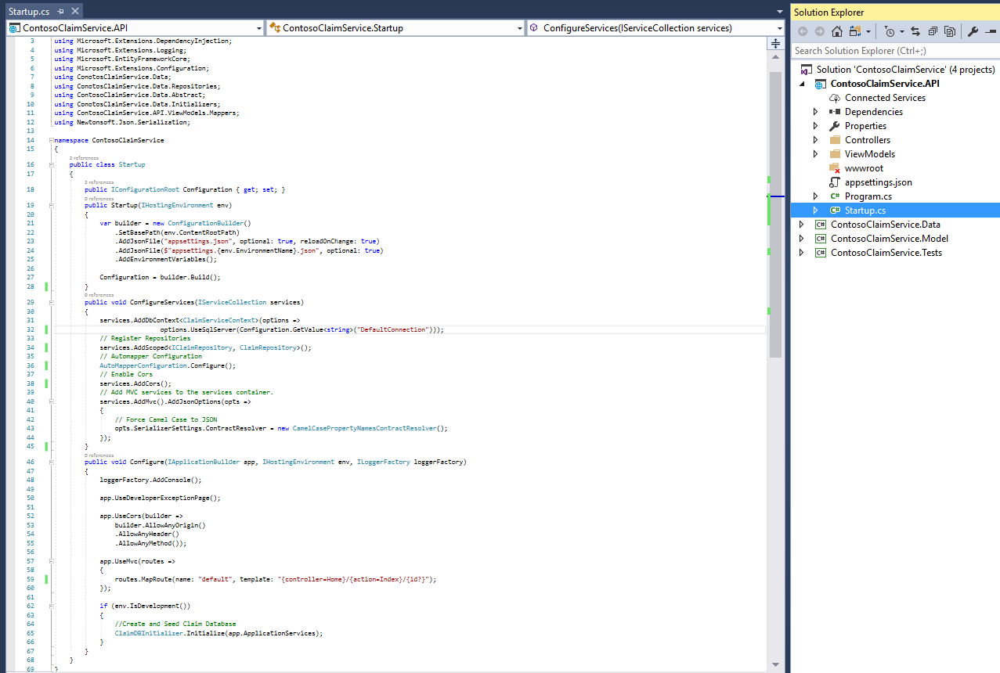 Startup.cs
ContosoClaimService.API
ContosoClaimService.Startup
ConfigureServices(IServiceCollection services)
3 using Microsoft.Extensions.DependencyInjection;
4 using Microsoft.Extensions.Logging;
5 using Microsoft.EntityFrameworkCore;
6 using Microsoft.Extensions.Configuration;
7 using ConotosClaimService.Data;
8 using ConotosClaimService.Data.Repositories;
9 using ContosClaimService.Data.Abstract;
10 using ConotosClaimService.Data.Initializers;
11 using ContosoClaimService.API.ViewModels.Mappers;
12 using Newtonsoft.Json.Serialization;
13
14 namespace ContosoClaimService
15 {
2 references
16 public class Startup
17 {
2 references
18 public IConfigurationRoot Configuration { get; set; }
0 references
19 public Startup(IHostingEnvironment env)
20 {
21 var builder = new ConfigurationBuilder()
22 .SetBasePath(env.ContentRootPath)
23 .AddJsonFile("appsettings.json", optional: true, reloadOnChange: true)
24 .AddJsonFile($"appsettings.{env.EnvironmentName}.json", optional: true)
25 .AddEnvironmentVariables();
26
27 Configuration = builder.Build();
28 }
0 references
29 public void ConfigureServices(IServiceCollection services)
30 {
31 services.AddDbContext<ClaimServiceContext>(options =>
32 options.UseSqlServer(Configuration.GetValue<string>("DefaultConnection")));
33 // Register Repositories
34 services.AddScoped<IClaimRepository, ClaimRepository>();
35 // Automapper Configuration
36 AutoMapperConfiguration.Configure();
37 // Enable Cors
38 services.AddCors();
39 // Add MVC services to the services container.
40 services.AddMvc().AddJsonOptions(opts =>
41 {
42 // Force Camel Case to JSON
43 opts.SerializerSettings.ContractResolver = new CamelCasePropertyNamesContractResolver();
44 });
45 }
0 references
46 public void Configure(IApplicationBuilder app, IHostingEnvironment env, ILoggerFactory loggerFactory)
47 {
48 loggerFactory.AddConsole();
49
50 app.UseDeveloperExceptionPage();
51
52 app.UseCors(builder =>
53 builder.AllowAnyOrigin()
54 .AllowAnyHeader()
55 .AllowAnyMethod());
56
57 app.UseMvc(routes =>
58 {
59 routes.MapRoute(name: "default", template: "{controller=Home}/{action=Index}/{id?}");
60 });
61
62 if (env.IsDevelopment())
63 {
64 //Create and Seed Claim Database
65 ClaimDBInitializer.Initialize(app.ApplicationServices);
66 }
67 }
68 }
69 }
Solution Explorer
Search Solution Explorer (Ctrl+;)
Solution 'ContosoClaimService' (4 projects)
ContosoClaimService.API
Connected Services
Dependencies
Properties
Controllers
ViewModels
wwwroot
appsettings.json
C# Program.cs
C# Startup.cs
C# ContosoClaimService.Data
C# ContosoClaimService.Model
C# ContosoClaimService.Tests